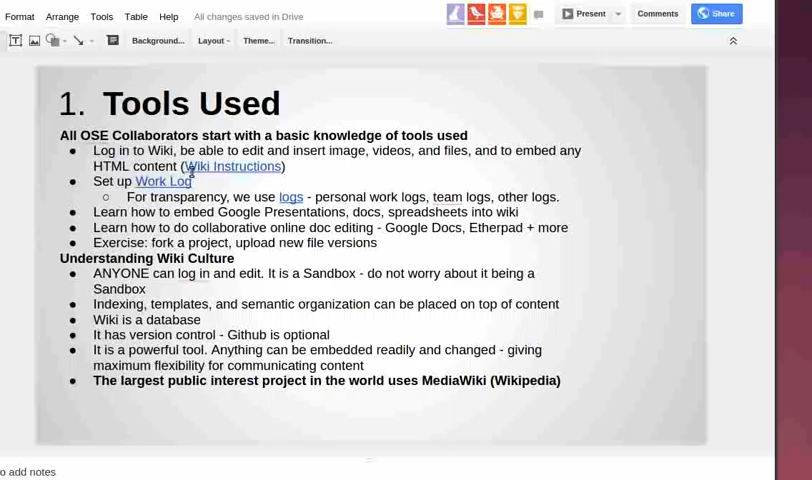 Format Arrange Tools Table Help All changes saved in Drive Present Comments Share
Background... Layout Theme... Transition...
1. Tools Used
All OSE Collaborators start with a basic knowledge of tools used
● Log in to Wiki, be able to edit and insert image, videos, and files, and to embed any
HTML content (Wiki Instructions)
● Set up Work Log
○ For transparency, we use logs - personal work logs, team logs, other logs.
● Learn how to embed Google Presentations, docs, spreadsheets into wiki
● Learn how to do collaborative online doc editing - Google Docs, Etherpad + more
● Exercise: fork a project, upload new file versions
Understanding Wiki Culture
● ANYONE can log in and edit. It is a Sandbox - do not worry about it being a
Sandbox
● Indexing, templates, and semantic organization can be placed on top of content
● Wiki is a database
● It has version control - Github is optional
● It is a powerful tool. Anything can be embedded readily and changed - giving
maximum flexibility for communicating content
● The largest public interest project in the world uses MediaWiki (Wikipedia)
o add notes